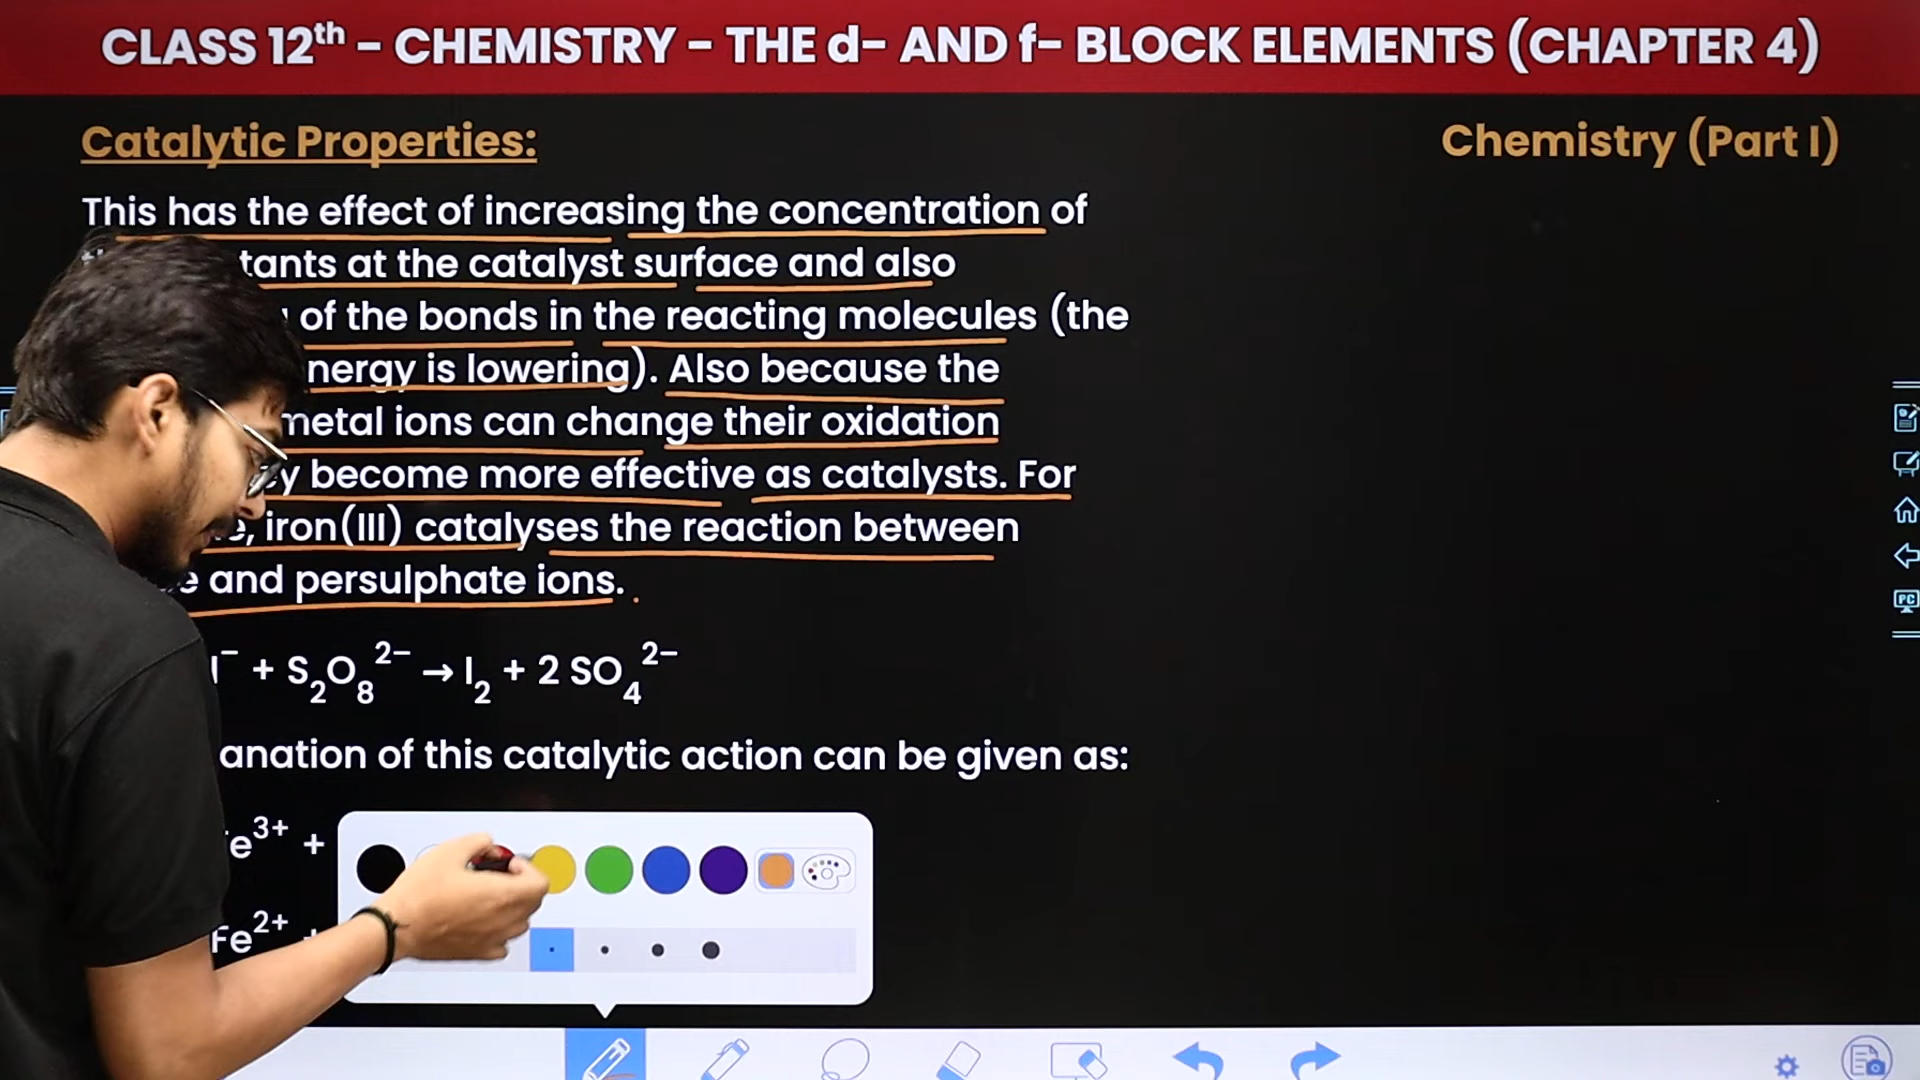 CLASS 12th – CHEMISTRY – THE d– AND f– BLOCK ELEMENTS (CHAPTER 4)
Catalytic Properties:
Chemistry (Part I)
This has the effect of increasing the concentration of
tants at the catalyst surface and also
of the bonds in the reacting molecules (the
nergy is lowering). Also because the
metal ions can change their oxidation
ey become more effective as catalysts. For
e, iron(III) catalyses the reaction between
e and persulphate ions.
I⁻ + S₂O₈²⁻ → I₂ + 2 SO₄²⁻
anation of this catalytic action can be given as:
e³⁺ +
Fe²⁺ +
PC